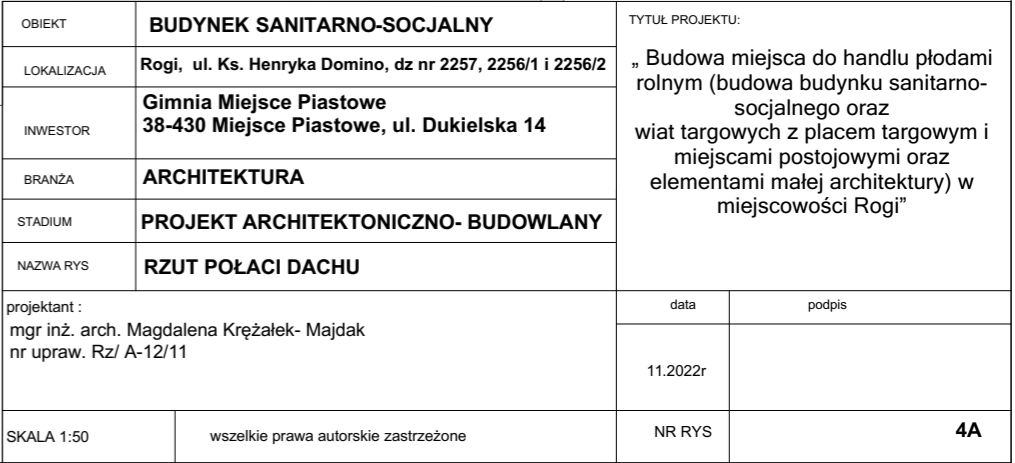 OBIEKT
BUDYNEK SANITARNO-SOCJALNY
LOKALIZACJA
Rogi, ul. Ks. Henryka Domino, dz nr 2257, 2256/1 i 2256/2
INWESTOR
Gimnia Miejsce Piastowe
38-430 Miejsce Piastowe, ul. Dukielska 14
BRANŻA
ARCHITEKTURA
STADIUM
PROJEKT ARCHITEKTONICZNO- BUDOWLANY
NAZWA RYS
RZUT POŁACI DACHU
TYTUŁ PROJEKTU:
„ Budowa miejsca do handlu płodami
rolnym (budowa budynku sanitarno-
socjalnego oraz
wiat targowych z placem targowym i
miejscami postojowymi oraz
elementami małej architektury) w
miejscowości Rogi”
projektant :
mgr inż. arch. Magdalena Krężałek- Majdak
nr upraw. Rz/ A-12/11
data
podpis
11.2022r
SKALA 1:50
wszelkie prawa autorskie zastrzeżone
NR RYS
4A